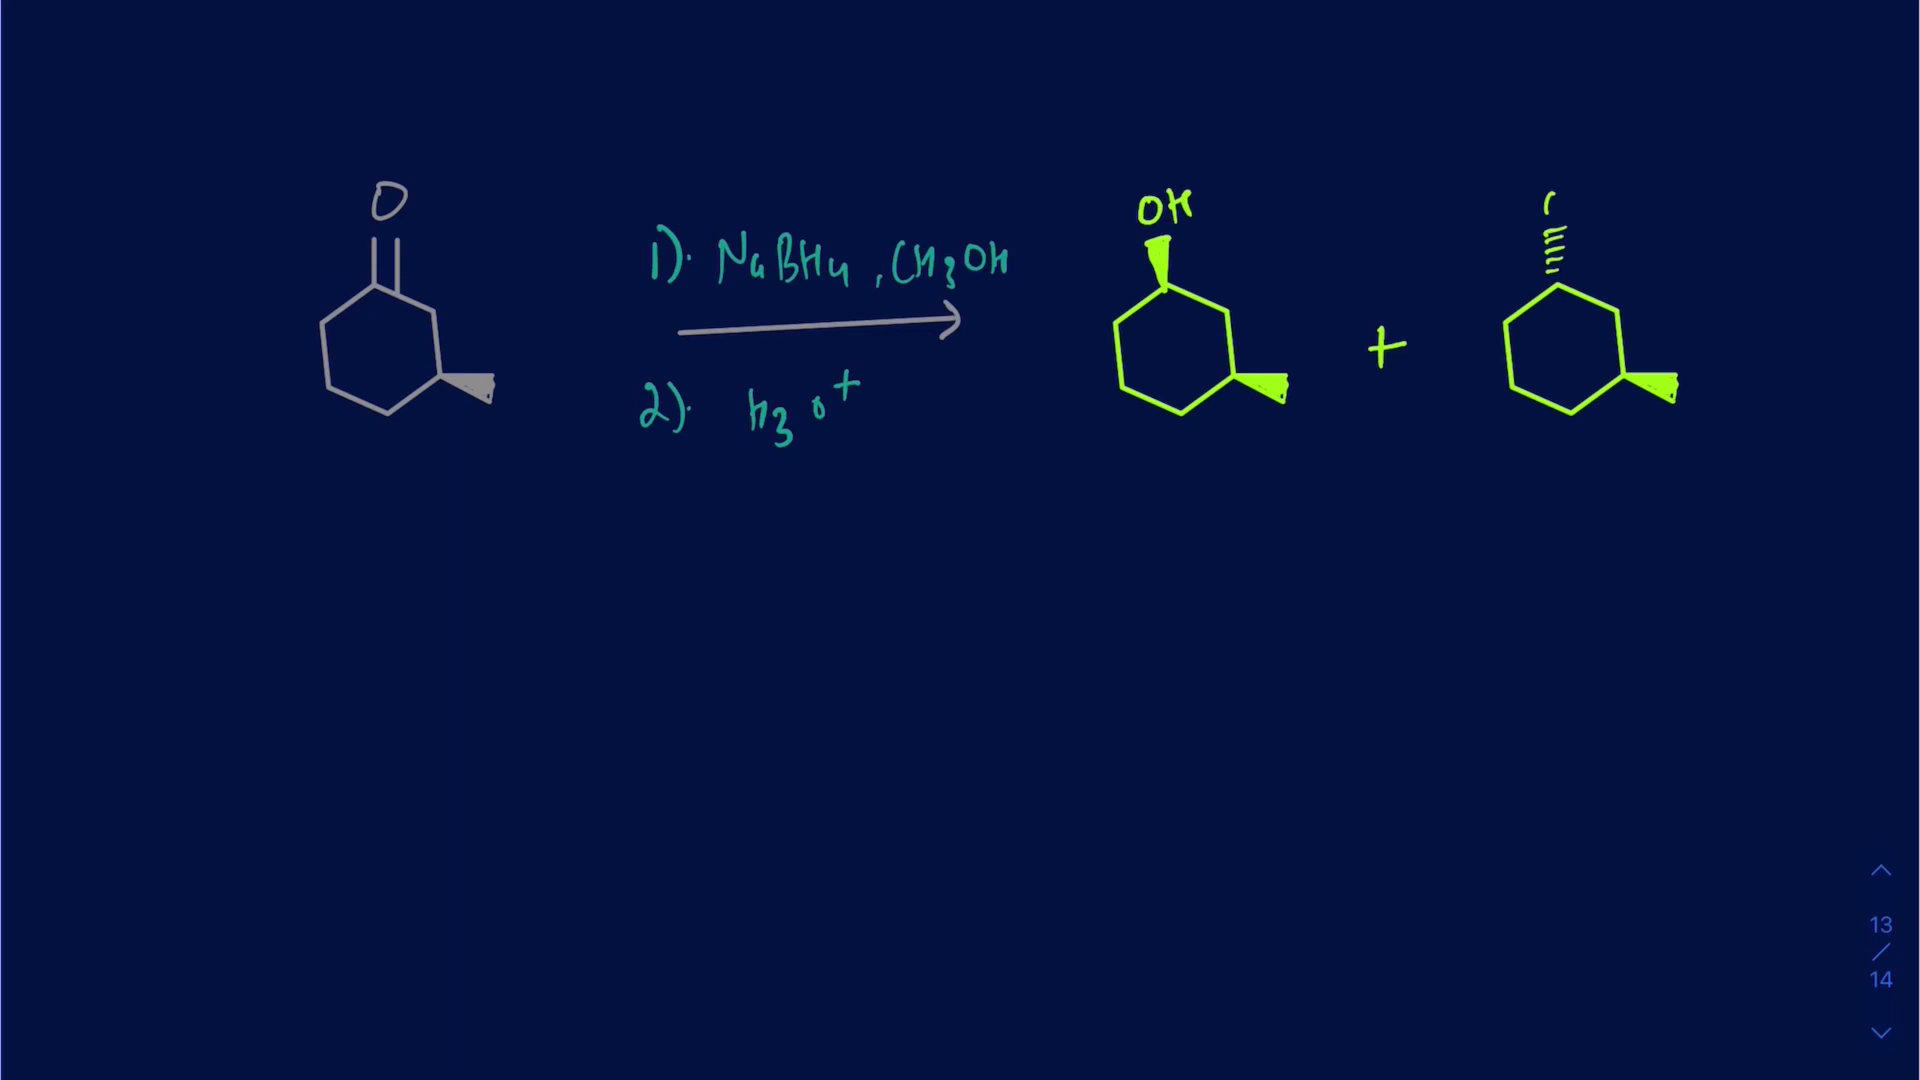 O
1). NaBH4, CH3OH
2). H3O+
OH
+
13
/
14